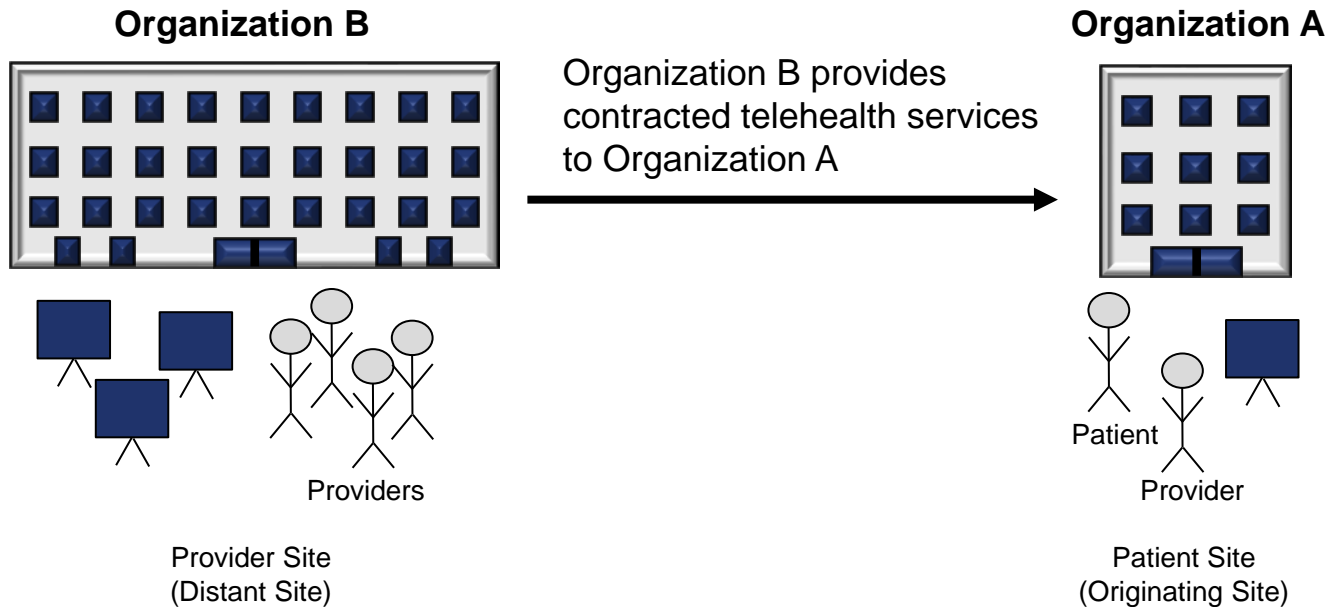 Organization B
Organization A
Organization B provides
contracted telehealth services
to Organization A
Patient
Providers
Provider
Provider Site
(Distant Site)
Patient Site
(Originating Site)